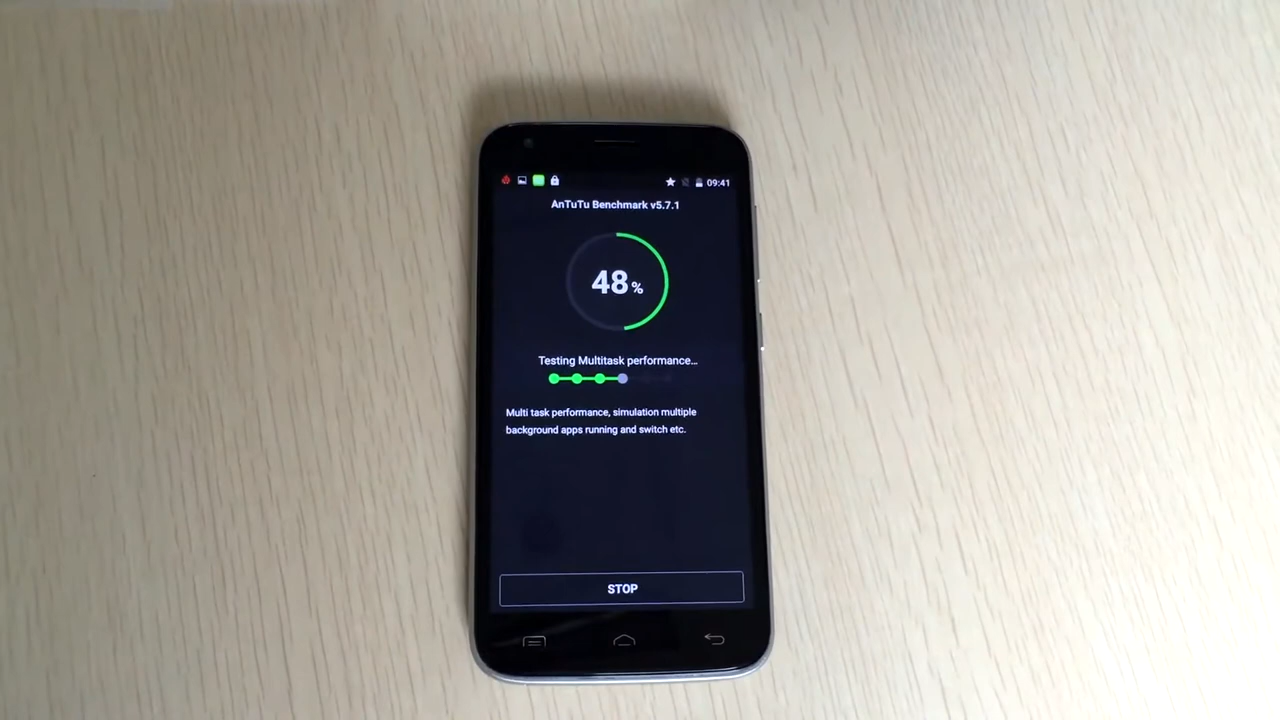 09:41
AnTuTu Benchmark v5.7.1
48%
Testing Multitask performance...
Multi task performance, simulation multiple
background apps running and switch etc.
STOP